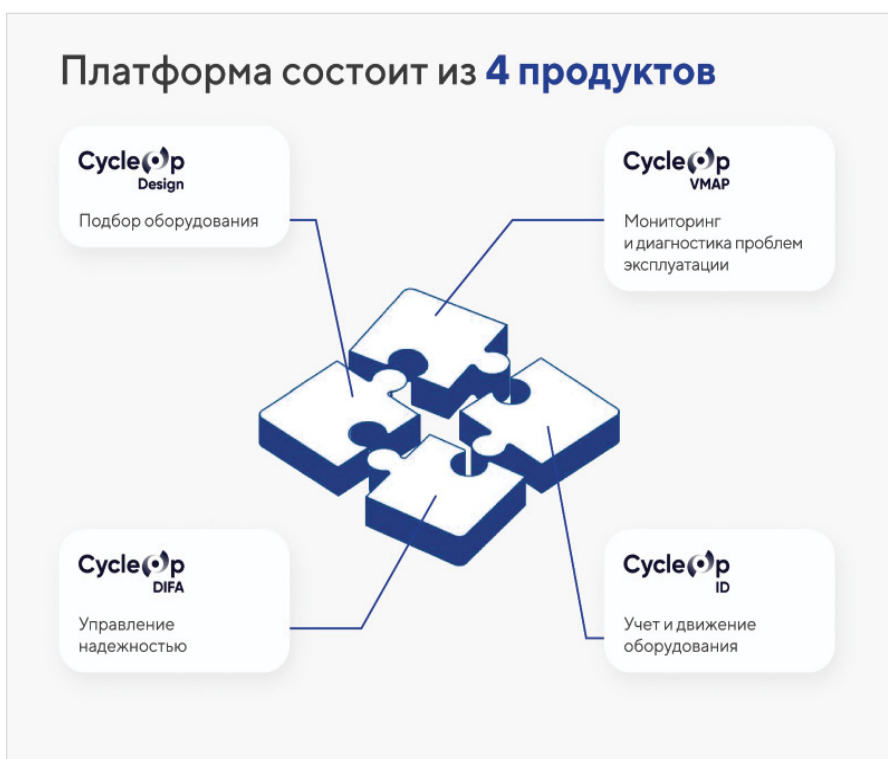 Платформа состоит из 4 продуктов
CycleOp
Design
Подбор оборудования
CycleOp
VMAP
Мониторинг
и диагностика проблем
эксплуатации
CycleOp
DIFA
Управление
надежностью
CycleOp
ID
Учет и движение
оборудования